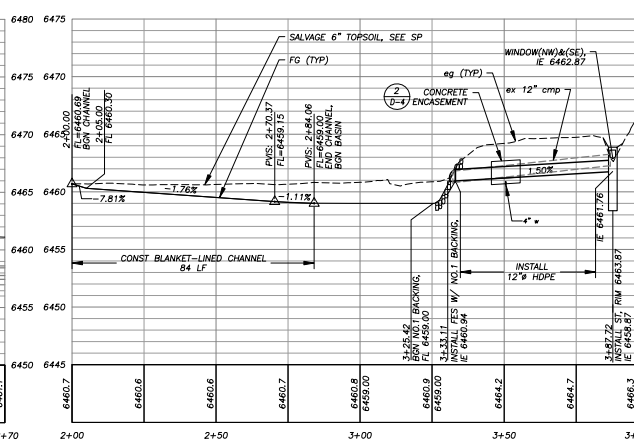 6480
6475
6470
6465
6460
6455
6450
6475
6470
6465
6460
6455
6450
6445
SALVAGE 6" TOPSOIL, SEE SP
FG (TYP)
2+00.00
FL=6460.69
BGN CHANNEL
2+05.00
FL 6460.30
PVIS: 2+70.37
FL=6459.15
PVIS: 2+84.06
FL=6459.00
END CHANNEL,
BGN BASIN
-7.81%
-1.76%
-1.11%
CONST BLANKET-LINED CHANNEL
84 LF
2
D-4
CONCRETE
ENCASEMENT
eg (TYP)
ex 12" cmp
WINDOW(NW)&(SE),
IE 6462.87
1.50%
4" w
IE 6461.76
INSTALL
12"ø HDPE
3+25.42
BGN NO.1 BACKING,
FL 6459.00
3+33.11
INSTALL FES W/ NO.1 BACKING,
IE 6460.94
3+87.72
INSTALL ST, RIM 6463.87
IE 6458.87
6460.7
6460.6
6460.6
6460.7
6460.8
6459.00
6460.9
6459.00
6464.2
6464.7
6466.3
+70
2+00
2+50
3+00
3+50